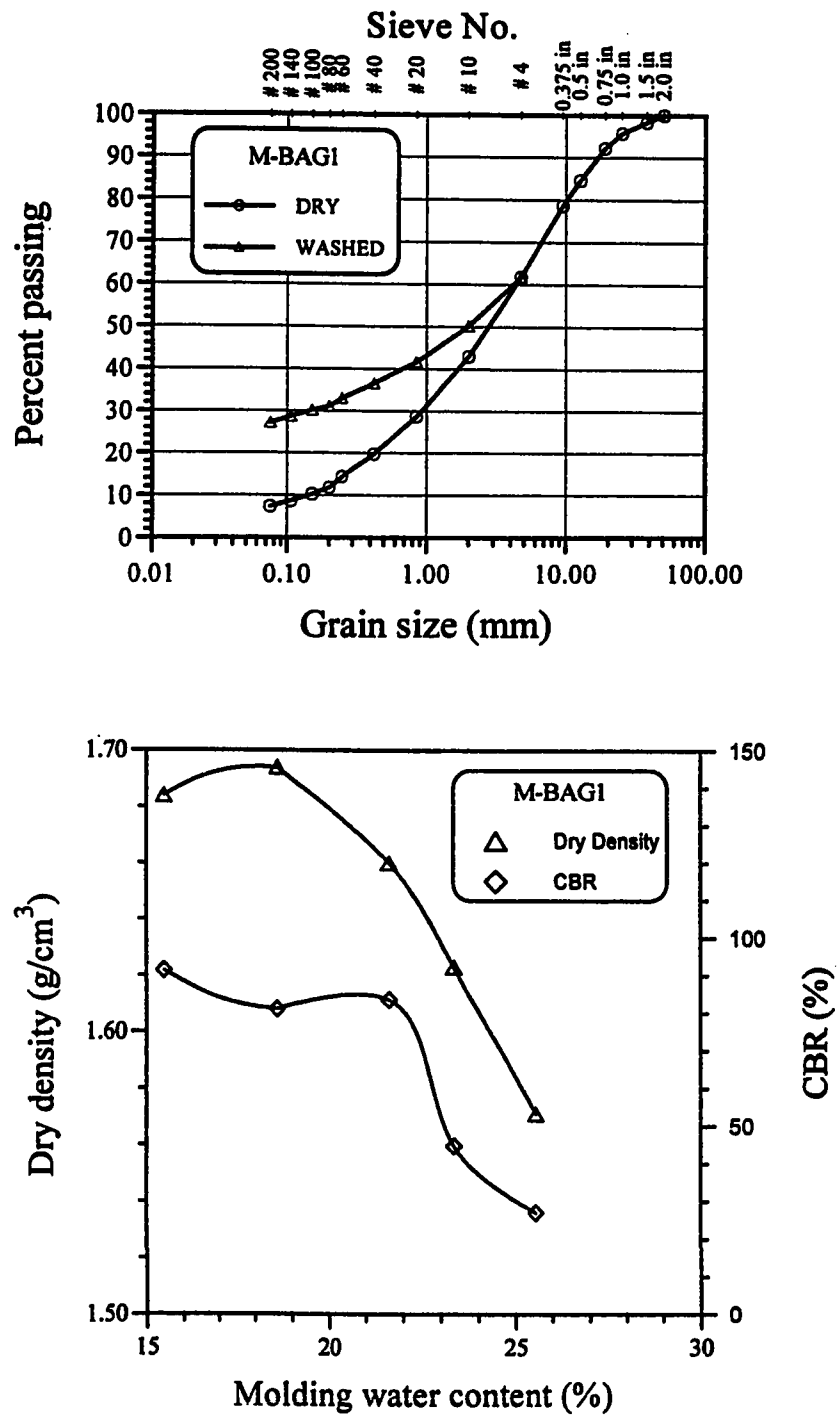 Sieve No.
# 200
# 140
# 100
# 80
# 60
# 40
# 20
# 10
# 4
0.375 in
0.5 in
0.75 in
1.0 in
1.5 in
2.0 in
100
90
80
70
60
50
40
30
20
10
0
Percent passing
M-BAG1
DRY
WASHED
0.01 0.10 1.00 10.00 100.00
Grain size (mm)
1.70
1.60
1.50
Dry density (g/cm³)
M-BAG1
Dry Density
CBR
150
100
50
0
CBR (%)
15 20 25 30
Molding water content (%)